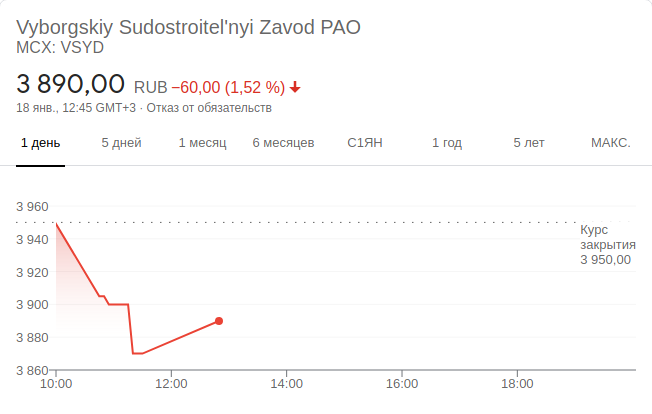 Vyborgskiy Sudostroitel'nyi Zavod PAO
MCX: VSYD
3 890,00 RUB −60,00 (1,52 %)
18 янв., 12:45 GMT+3 · Отказ от обязательств
1 день 5 дней 1 месяц 6 месяцев С1ЯН 1 год 5 лет МАКС.
3 960
3 940
3 920
3 900
3 880
3 860
Курс
закрытия
3 950,00
10:00 12:00 14:00 16:00 18:00